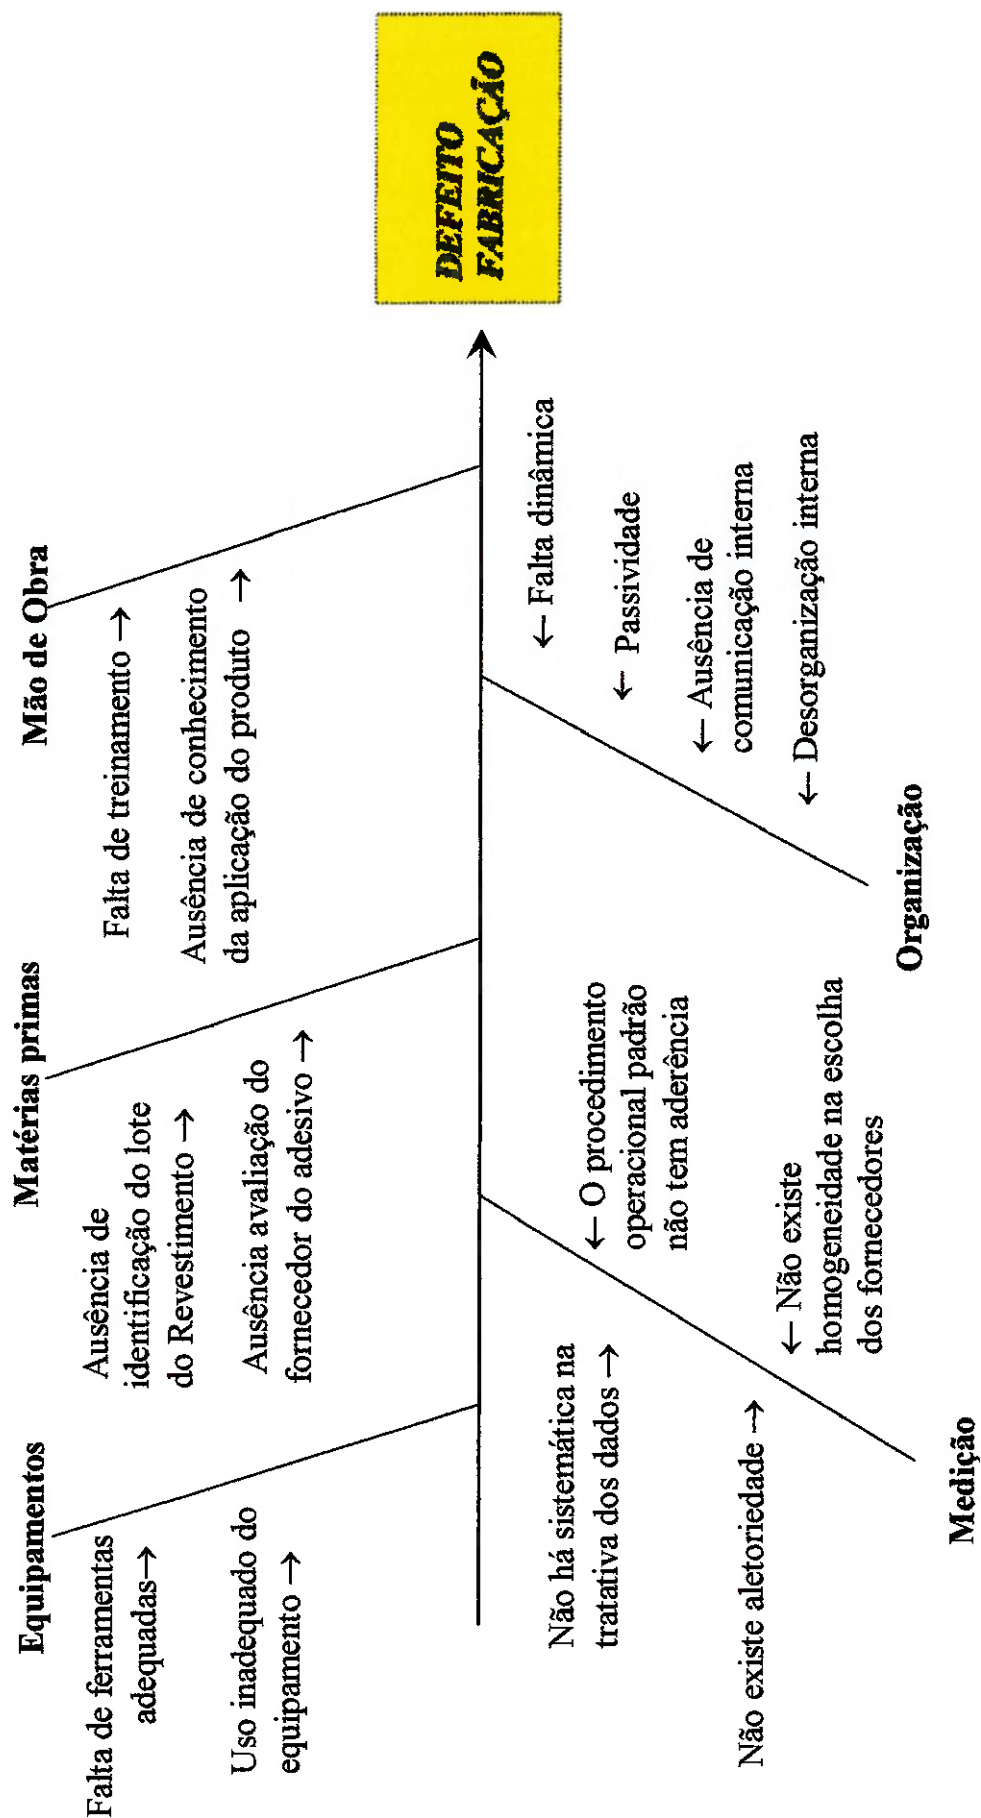 Equipamentos
Falta de ferramentas
adequadas→
Uso inadequado do
equipamento →
Matérias primas
Ausência de
identificação do lote
do Revestimento →
Ausência avaliação do
fornecedor do adesivo →
Mão de Obra
Falta de treinamento →
Ausência de conhecimento
da aplicação do produto →
DEFEITO
FABRICAÇÃO
Não há sistemática na
tratativa dos dados →
Não existe aletoriedade →
← O procedimento
operacional padrão
não tem aderência
← Não existe
homogeneidade na escolha
dos fornecedores
Medição
← Falta dinâmica
← Passividade
← Ausência de
comunicação interna
← Desorganização interna
Organização